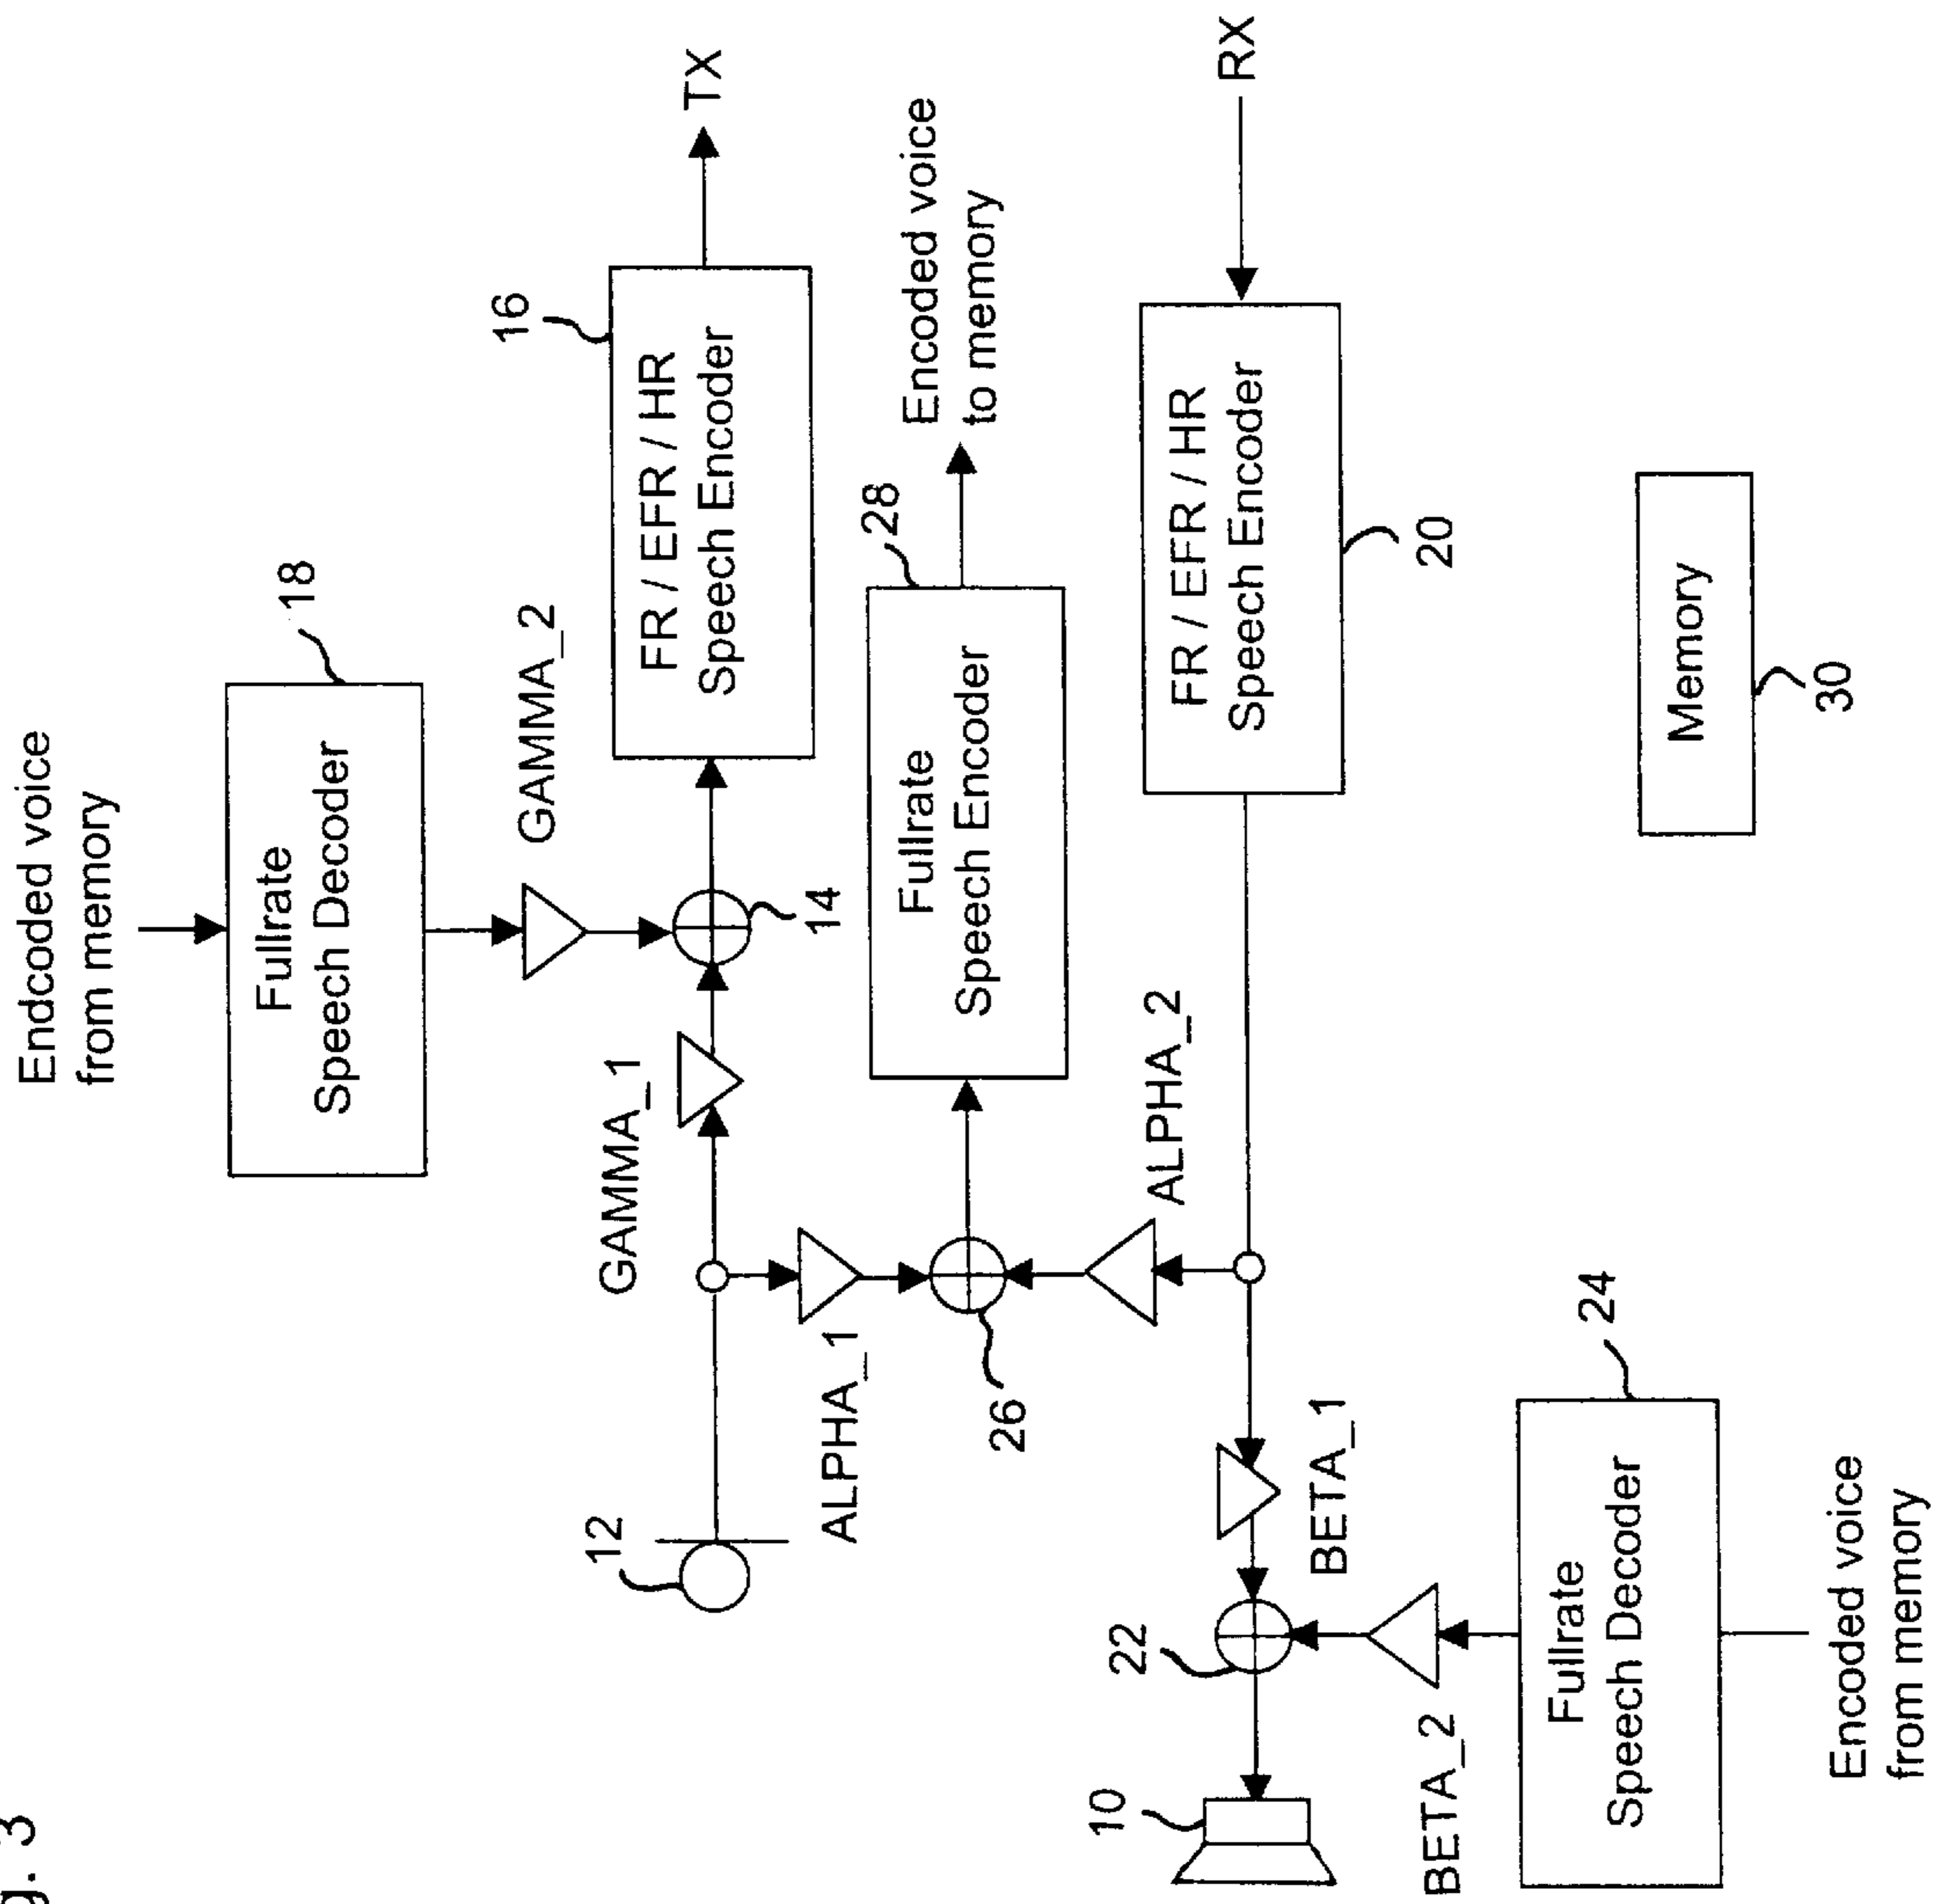 Endcoded voice
from memory
Fullrate
Speech Decoder
18
GAMMA_2
GAMMA_1
14
16
FR / EFR / HR
Speech Encoder
TX
12
ALPHA_1
26
28
Fullrate
Speech Encoder
Encoded voice
to memory
ALPHA_2
FR / EFR / HR
Speech Encoder
20
RX
10
22
BETA_1
BETA_2
24
Fullrate
Speech Decoder
Encoded voice
from memory
Memory
30
g. 3